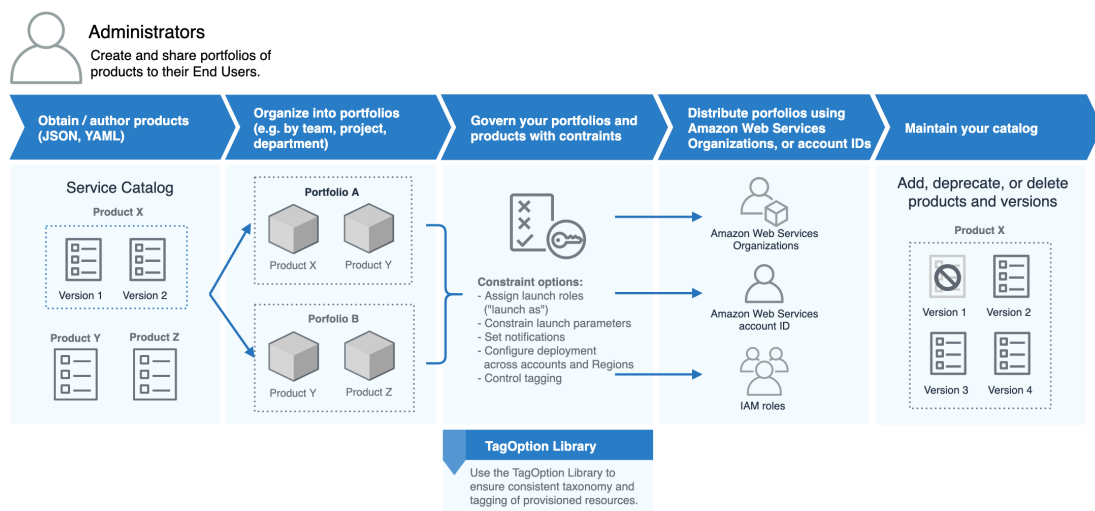 Administrators
Create and share portfolios of
products to their End Users.
Obtain / author products
(JSON, YAML)
Organize into portfolios
(e.g. by team, project,
department)
Govern your portfolios and
products with contraints
Distribute porfolios using
Amazon Web Services
Organizations, or account IDs
Maintain your catalog
Service Catalog
Product X
Version 1
Version 2
Product Y
Product Z
Portfolio A
Product X
Product Y
Porfolio B
Product Y
Product Z
Constraint options:
- Assign launch roles
("launch as")
- Constrain launch parameters
- Set notifications
- Configure deployment
across accounts and Regions
- Control tagging
Amazon Web Services
Organizations
Amazon Web Services
account ID
IAM roles
Add, deprecate, or delete
products and versions
Product X
Version 1
Version 2
Version 3
Version 4
TagOption Library
Use the TagOption Library to
ensure consistent taxonomy and
tagging of provisioned resources.